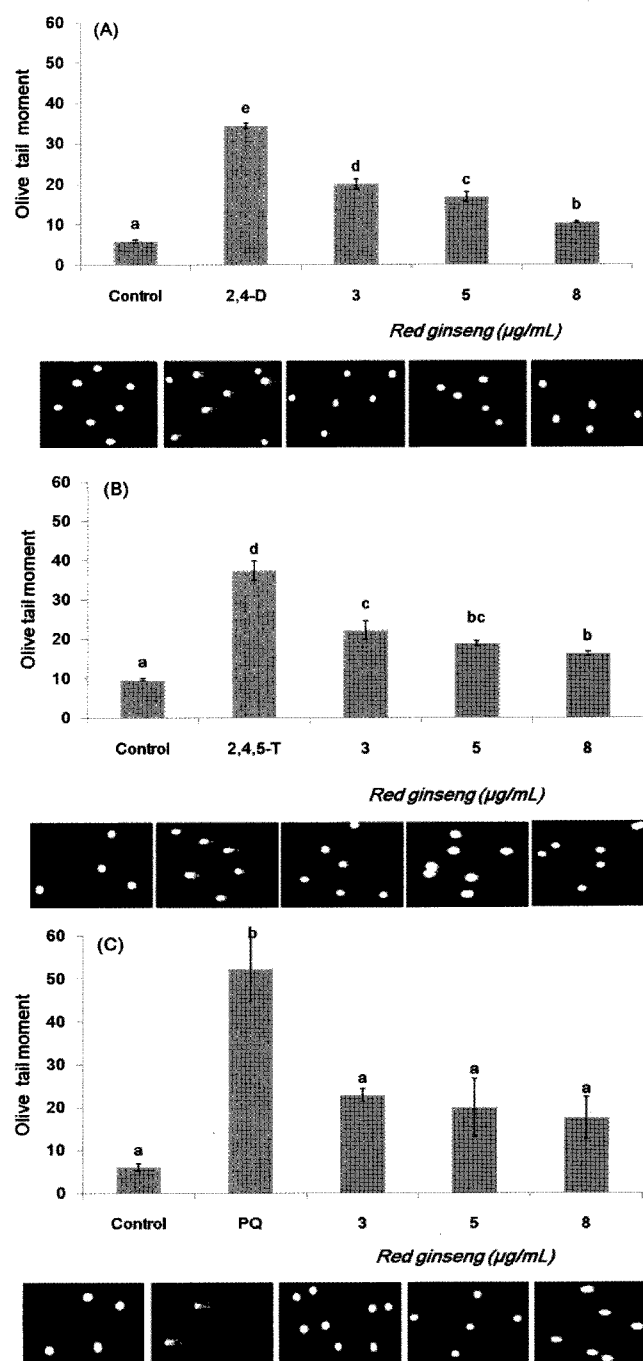 (A)
60
50
40
30
20
10
0
Olive tail moment
a
e
d
c
b
Control 2,4-D 3 5 8
Red ginseng (µg/mL)
(B)
60
50
40
30
20
10
0
Olive tail moment
a
d
c
bc
b
Control 2,4,5-T 3 5 8
Red ginseng (µg/mL)
(C)
60
50
40
30
20
10
0
Olive tail moment
a
b
a
a
a
Control PQ 3 5 8
Red ginseng (µg/mL)